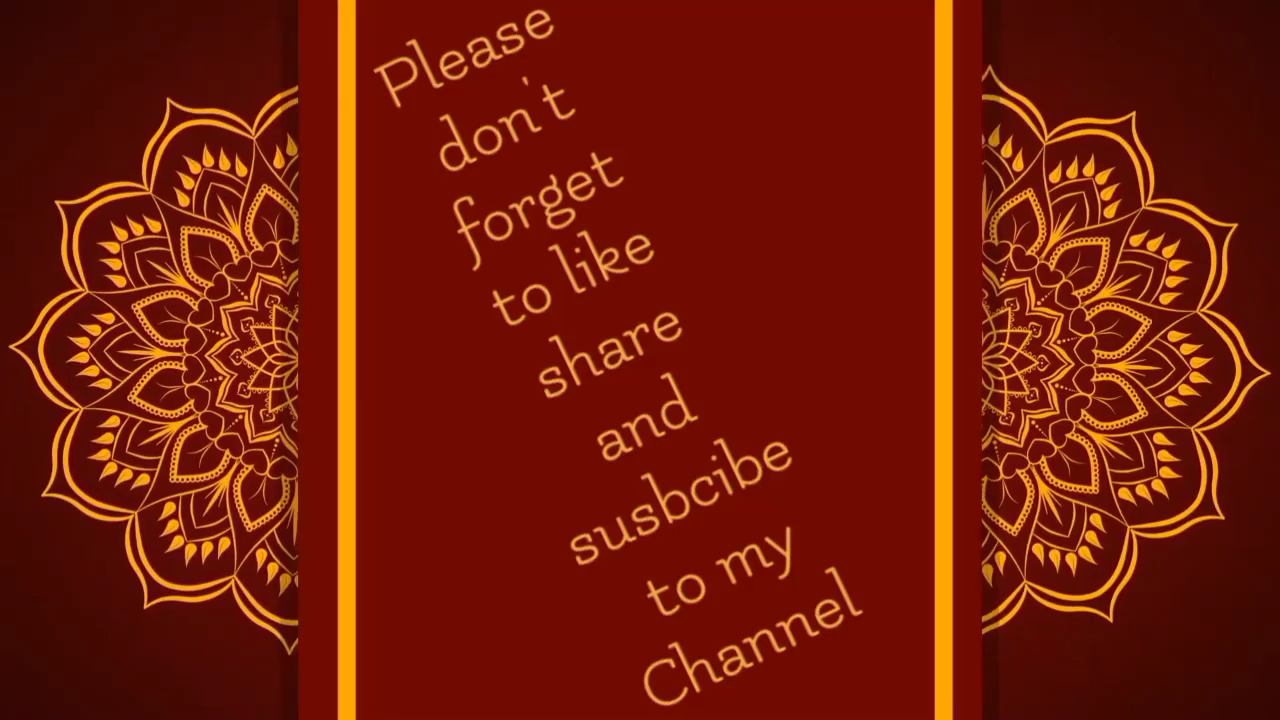 Please
don't
forget
to like
share
and
susbcibe
to my
Channel